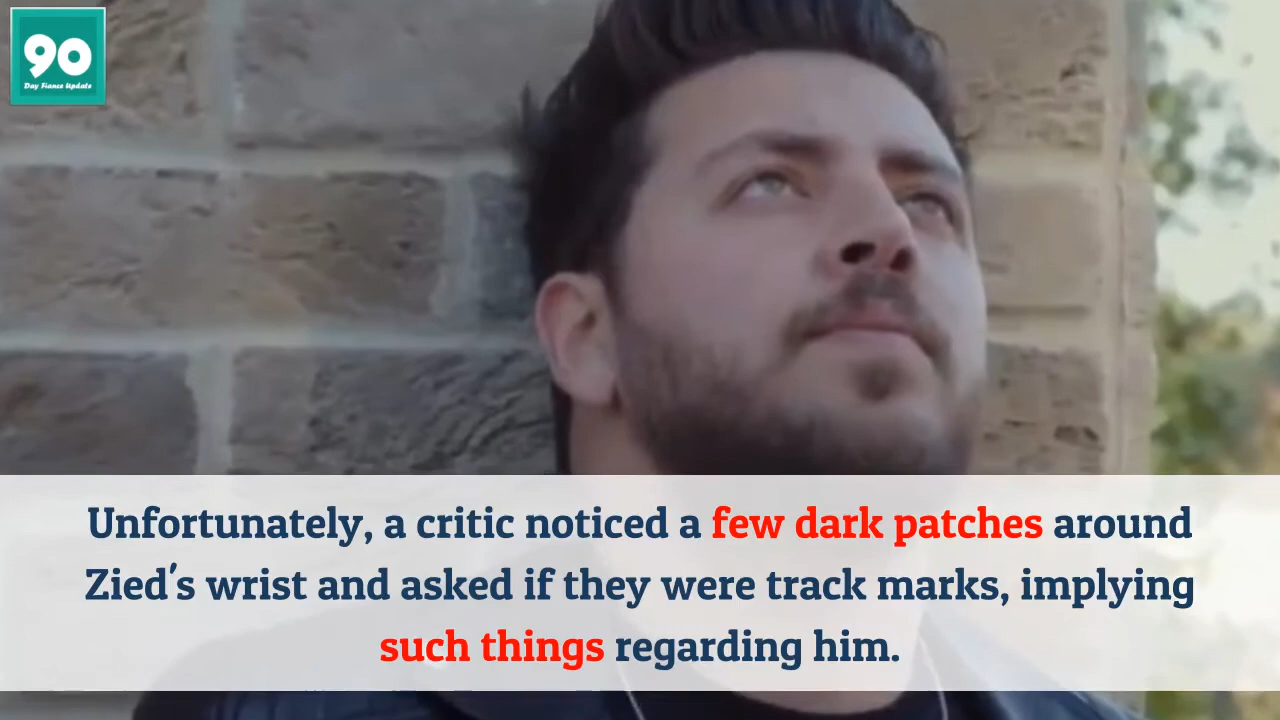 90
Day Fiance Update
Unfortunately, a critic noticed a few dark patches around
Zied's wrist and asked if they were track marks, implying
such things regarding him.